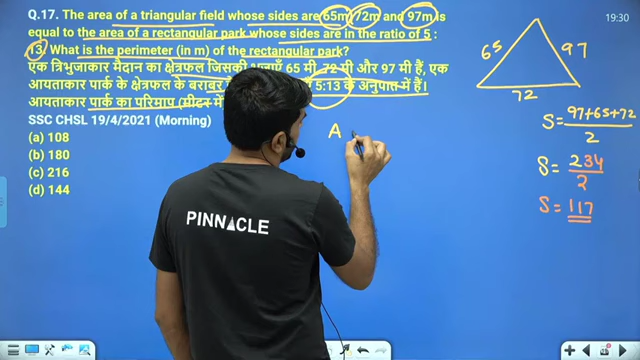 19:30
Q.17. The area of a triangular field whose sides are 65m, 72m and 97m is
equal to the area of a rectangular park whose sides are in the ratio of 5 :
13. What is the perimeter (in m) of the rectangular park?
एक त्रिभुजाकार मैदान का क्षेत्रफल जिसकी भुजाएँ 65 मी ,72 मी और 97 मी हैं, एक
आयताकार पार्क के क्षेत्रफल के बराबर 5:13 के अनुपात में हैं।
आयताकार पार्क का परिमाप (मीटर में
SSC CHSL 19/4/2021 (Morning)
(a) 108
(b) 180
(c) 216
(d) 144
A
PINNACLE
65
97
72
S = 97+65+72
2
S = 234
2
S = 117